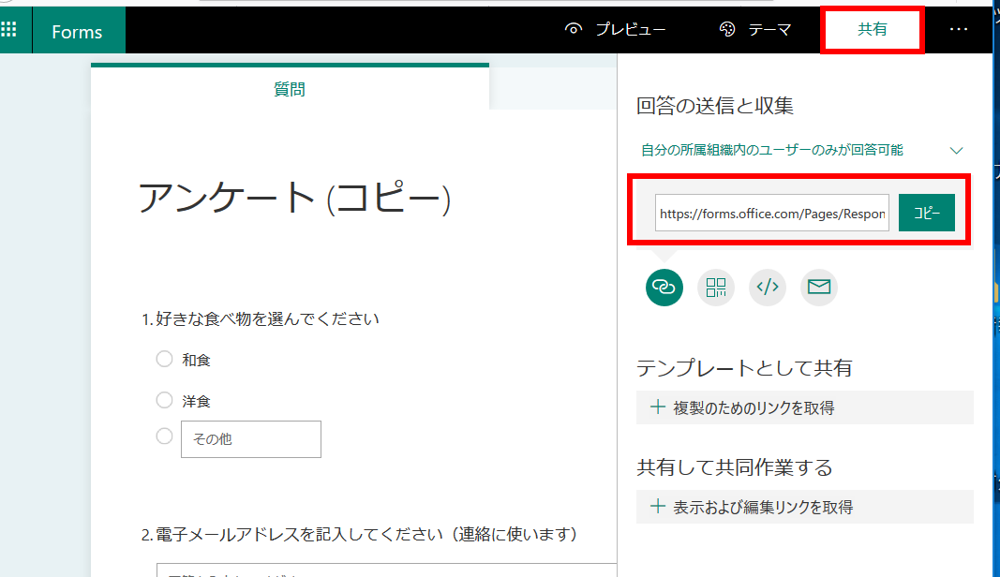 Forms
プレビュー
テーマ
共有
…
質問
アンケート (コピー)
1. 好きな食べ物を選んでください
和食
洋食
その他
2. 電子メールアドレスを記入してください（連絡に使います）
回答の送信と収集
自分の所属組織内のユーザーのみが回答可能
https://forms.office.com/Pages/Respon
コピー
テンプレートとして共有
複製のためのリンクを取得
共有して共同作業する
表示および編集リンクを取得